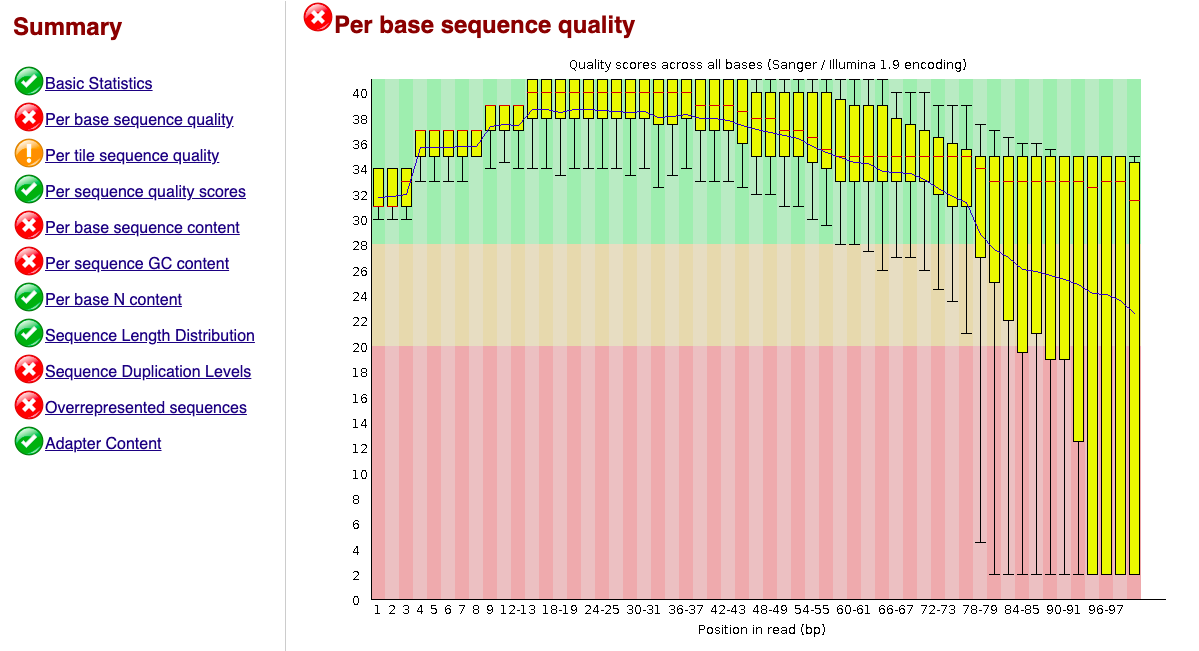 Summary
Basic Statistics
Per base sequence quality
Per tile sequence quality
Per sequence quality scores
Per base sequence content
Per sequence GC content
Per base N content
Sequence Length Distribution
Sequence Duplication Levels
Overrepresented sequences
Adapter Content
Per base sequence quality
Quality scores across all bases (Sanger / Illumina 1.9 encoding)
40
38
36
34
32
30
28
26
24
22
20
18
16
14
12
10
8
6
4
2
0
1 2 3 4 5 6 7 8 9 12-13 18-19 24-25 30-31 36-37 42-43 48-49 54-55 60-61 66-67 72-73 78-79 84-85 90-91 96-97
Position in read (bp)